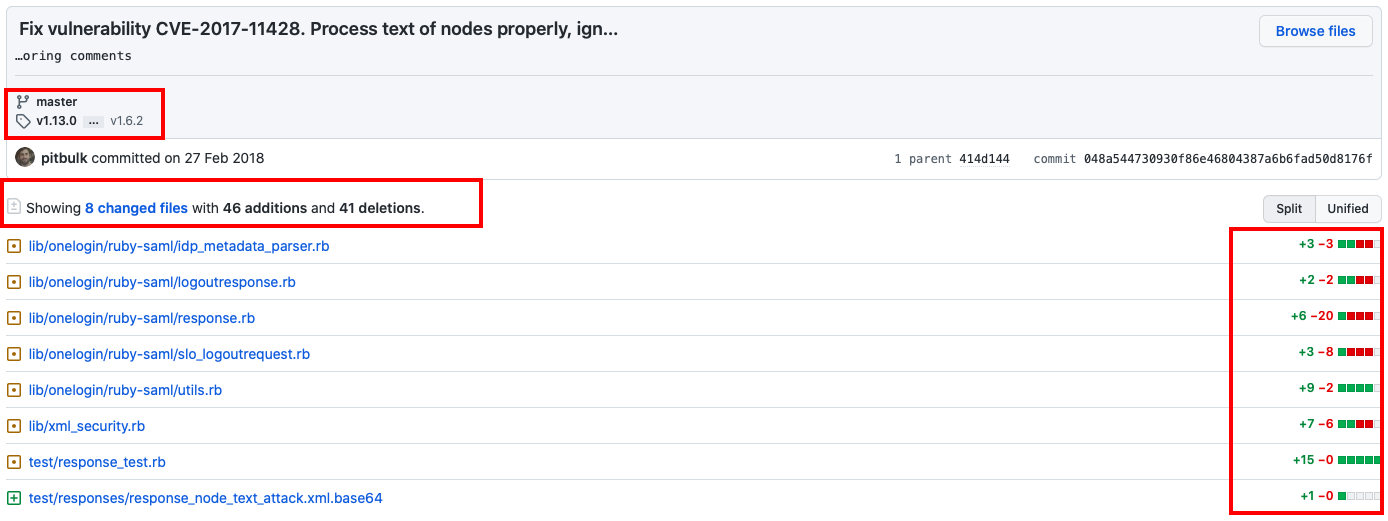 Fix vulnerability CVE-2017-11428. Process text of nodes properly, ign...
Browse files
…oring comments
master
v1.13.0 ... v1.6.2
pitbulk committed on 27 Feb 2018
1 parent 414d144 commit 048a544730930f86e46804387a6b6fad50d8176f
Showing 8 changed files with 46 additions and 41 deletions.
Split Unified
lib/onelogin/ruby-saml/idp_metadata_parser.rb +3 −3
lib/onelogin/ruby-saml/logoutresponse.rb +2 −2
lib/onelogin/ruby-saml/response.rb +6 −20
lib/onelogin/ruby-saml/slo_logoutrequest.rb +3 −8
lib/onelogin/ruby-saml/utils.rb +9 −2
lib/xml_security.rb +7 −6
test/response_test.rb +15 −0
test/responses/response_node_text_attack.xml.base64 +1 −0